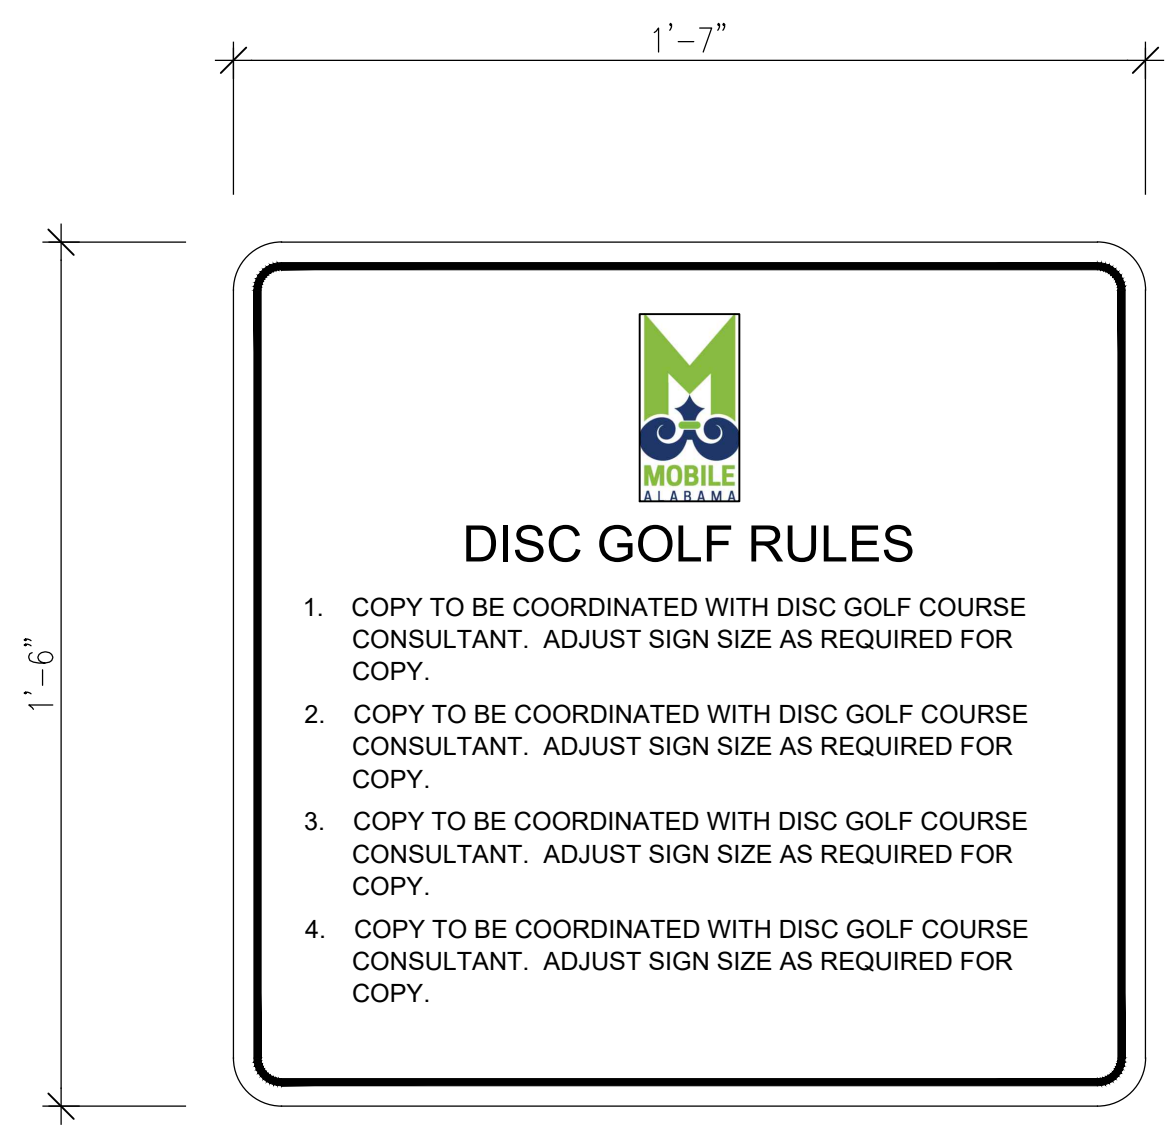 1'-7"
MOBILE
ALABAMA
DISC GOLF RULES
1. COPY TO BE COORDINATED WITH DISC GOLF COURSE
CONSULTANT. ADJUST SIGN SIZE AS REQUIRED FOR
COPY.
2. COPY TO BE COORDINATED WITH DISC GOLF COURSE
CONSULTANT. ADJUST SIGN SIZE AS REQUIRED FOR
COPY.
3. COPY TO BE COORDINATED WITH DISC GOLF COURSE
CONSULTANT. ADJUST SIGN SIZE AS REQUIRED FOR
COPY.
4. COPY TO BE COORDINATED WITH DISC GOLF COURSE
CONSULTANT. ADJUST SIGN SIZE AS REQUIRED FOR
COPY.
1'-6"